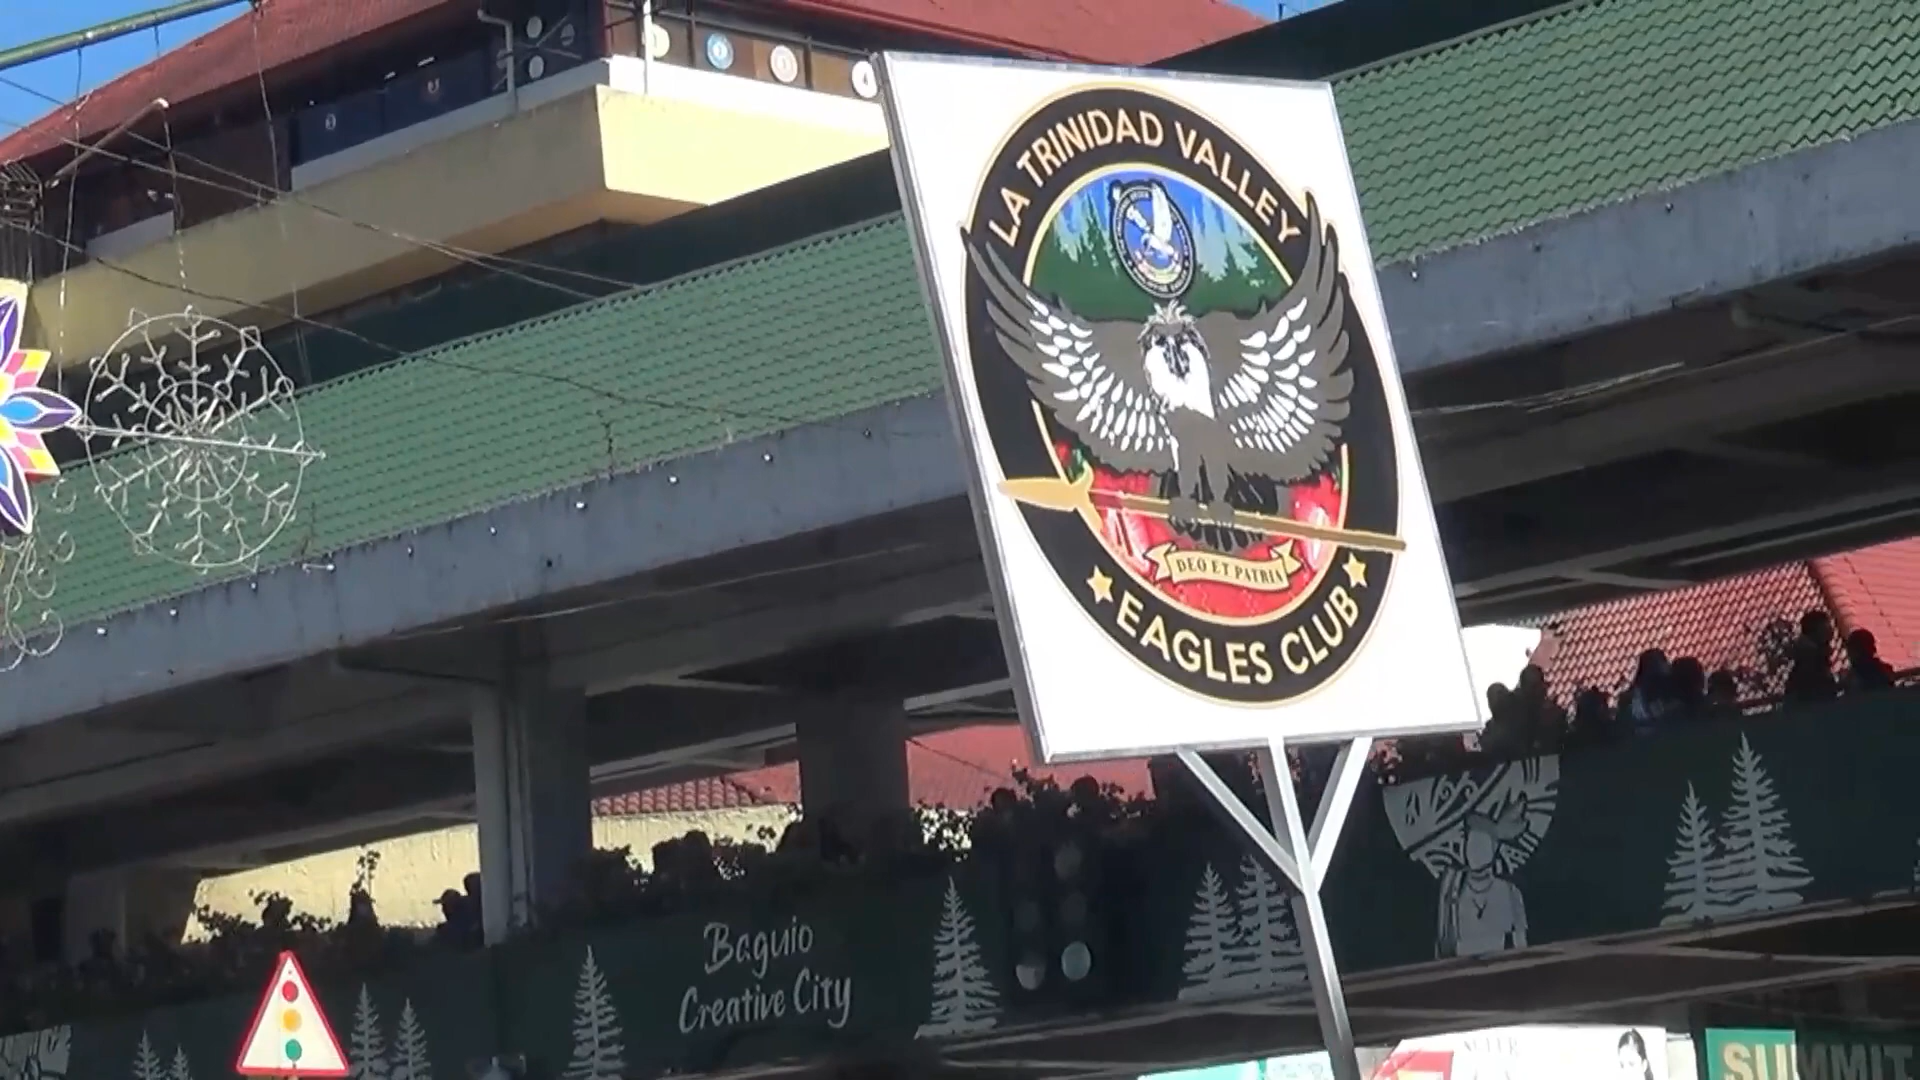 LA TRINIDAD VALLEY
DEO ET PATRIA
EAGLES CLUB
Baguio
Creative City
SUMMIT